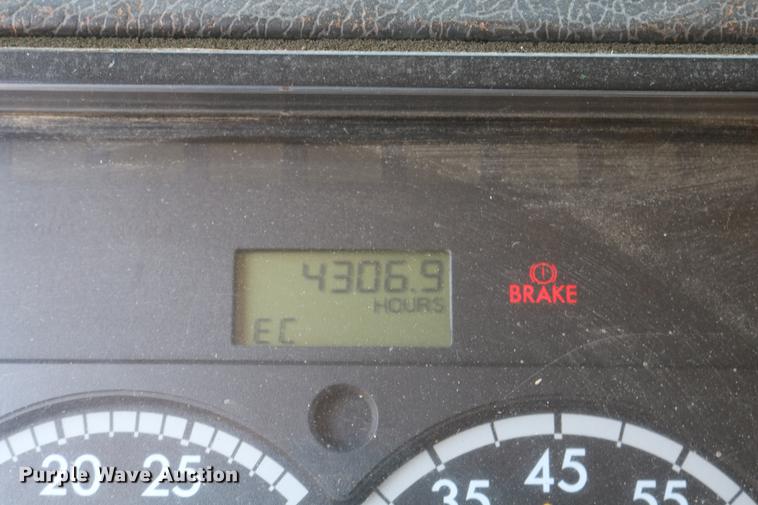 4306.9
HOURS
EC
BRAKE
20 25
35 45 55
Purple Wave Auction